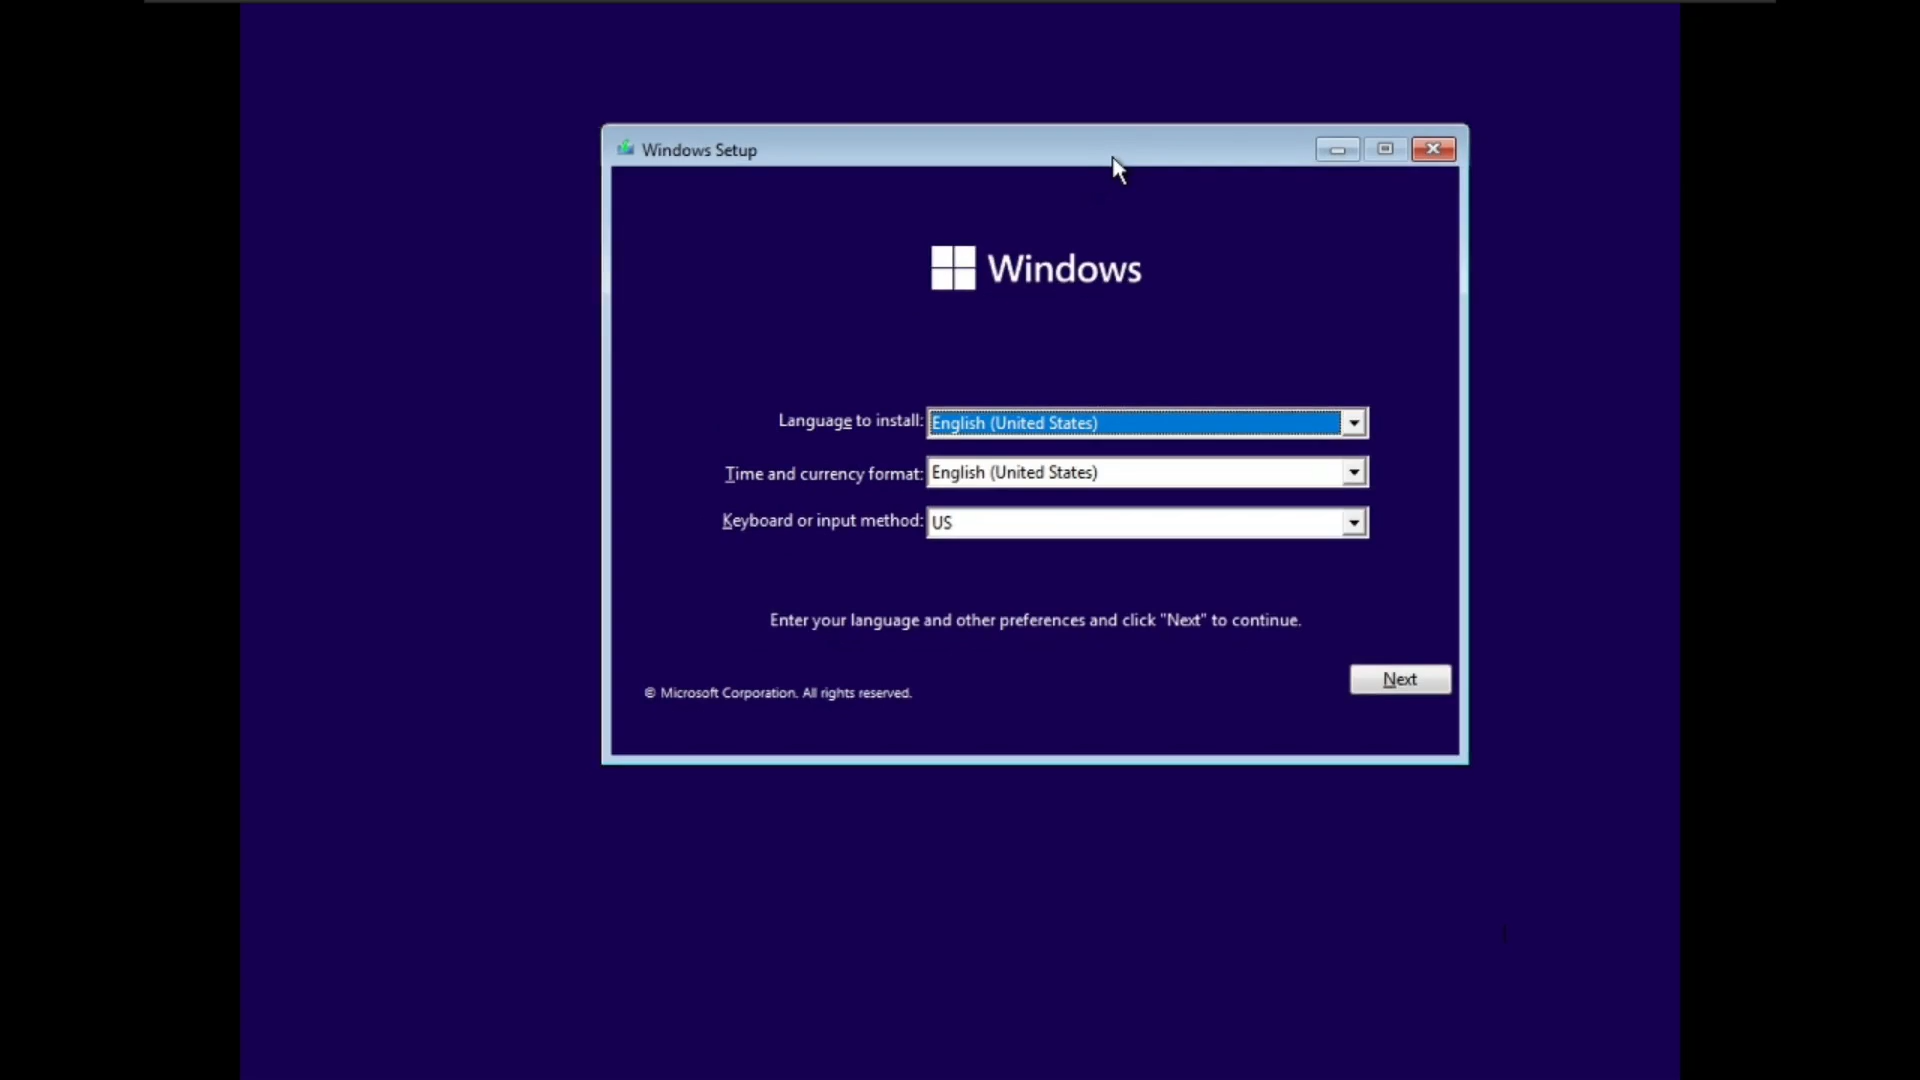 Windows Setup
Windows
Language to install: English (United States)
Time and currency format: English (United States)
Keyboard or input method: US
Enter your language and other preferences and click "Next" to continue.
Next
© Microsoft Corporation. All rights reserved.